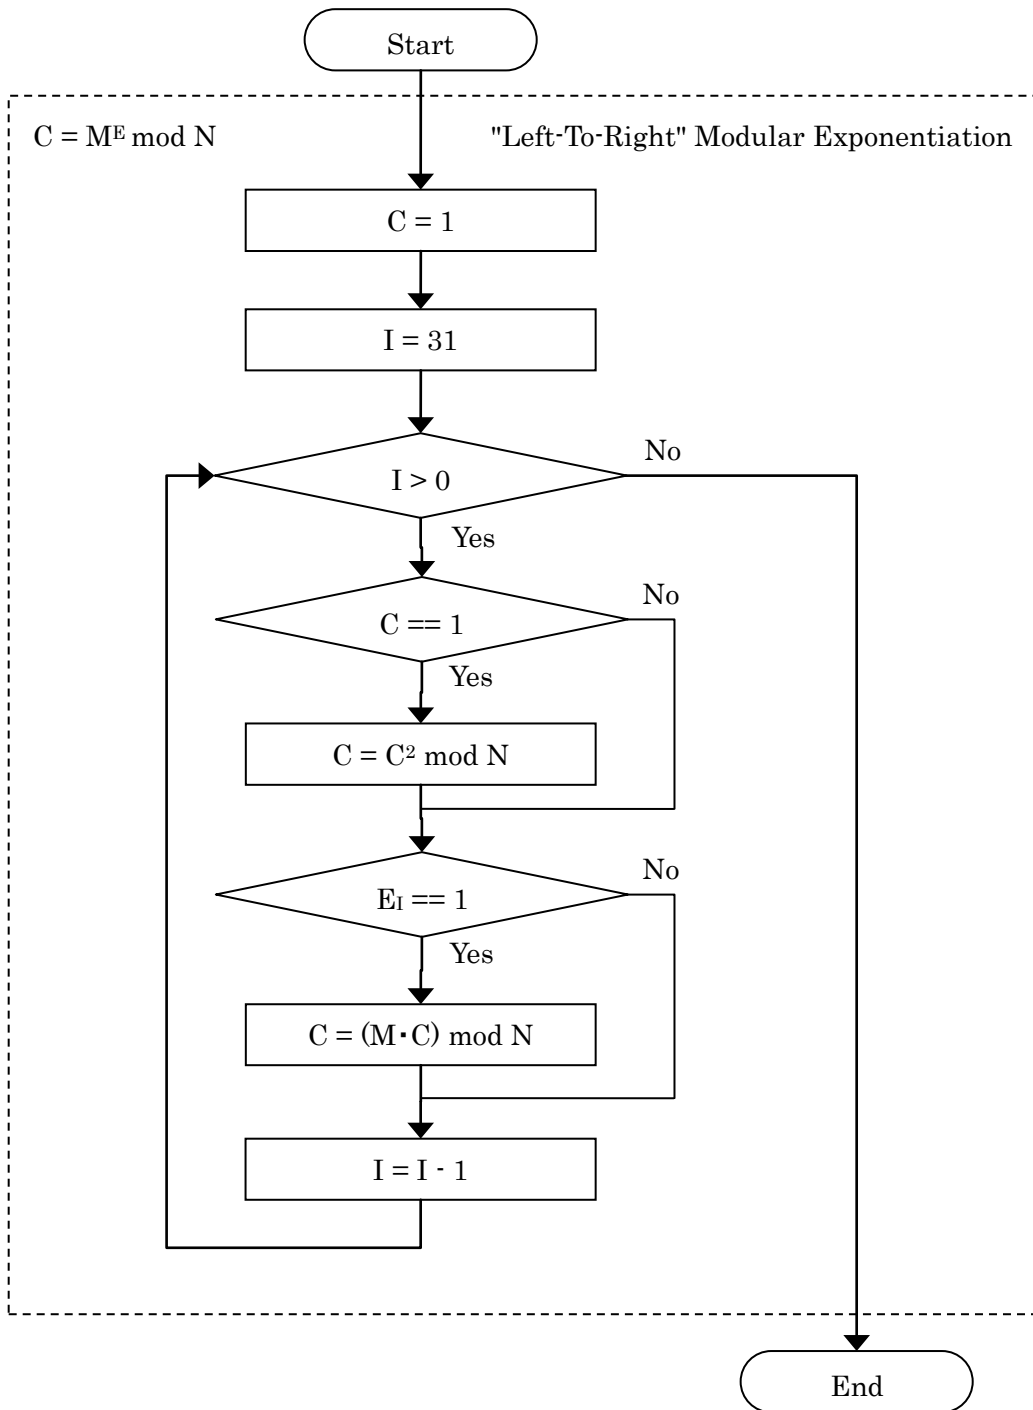 Start
C = Mᴱ mod N
"Left-To-Right" Modular Exponentiation
C = 1
I = 31
I > 0
No
Yes
C == 1
No
Yes
C = C² mod N
E_I == 1
No
Yes
C = (M·C) mod N
I = I - 1
End